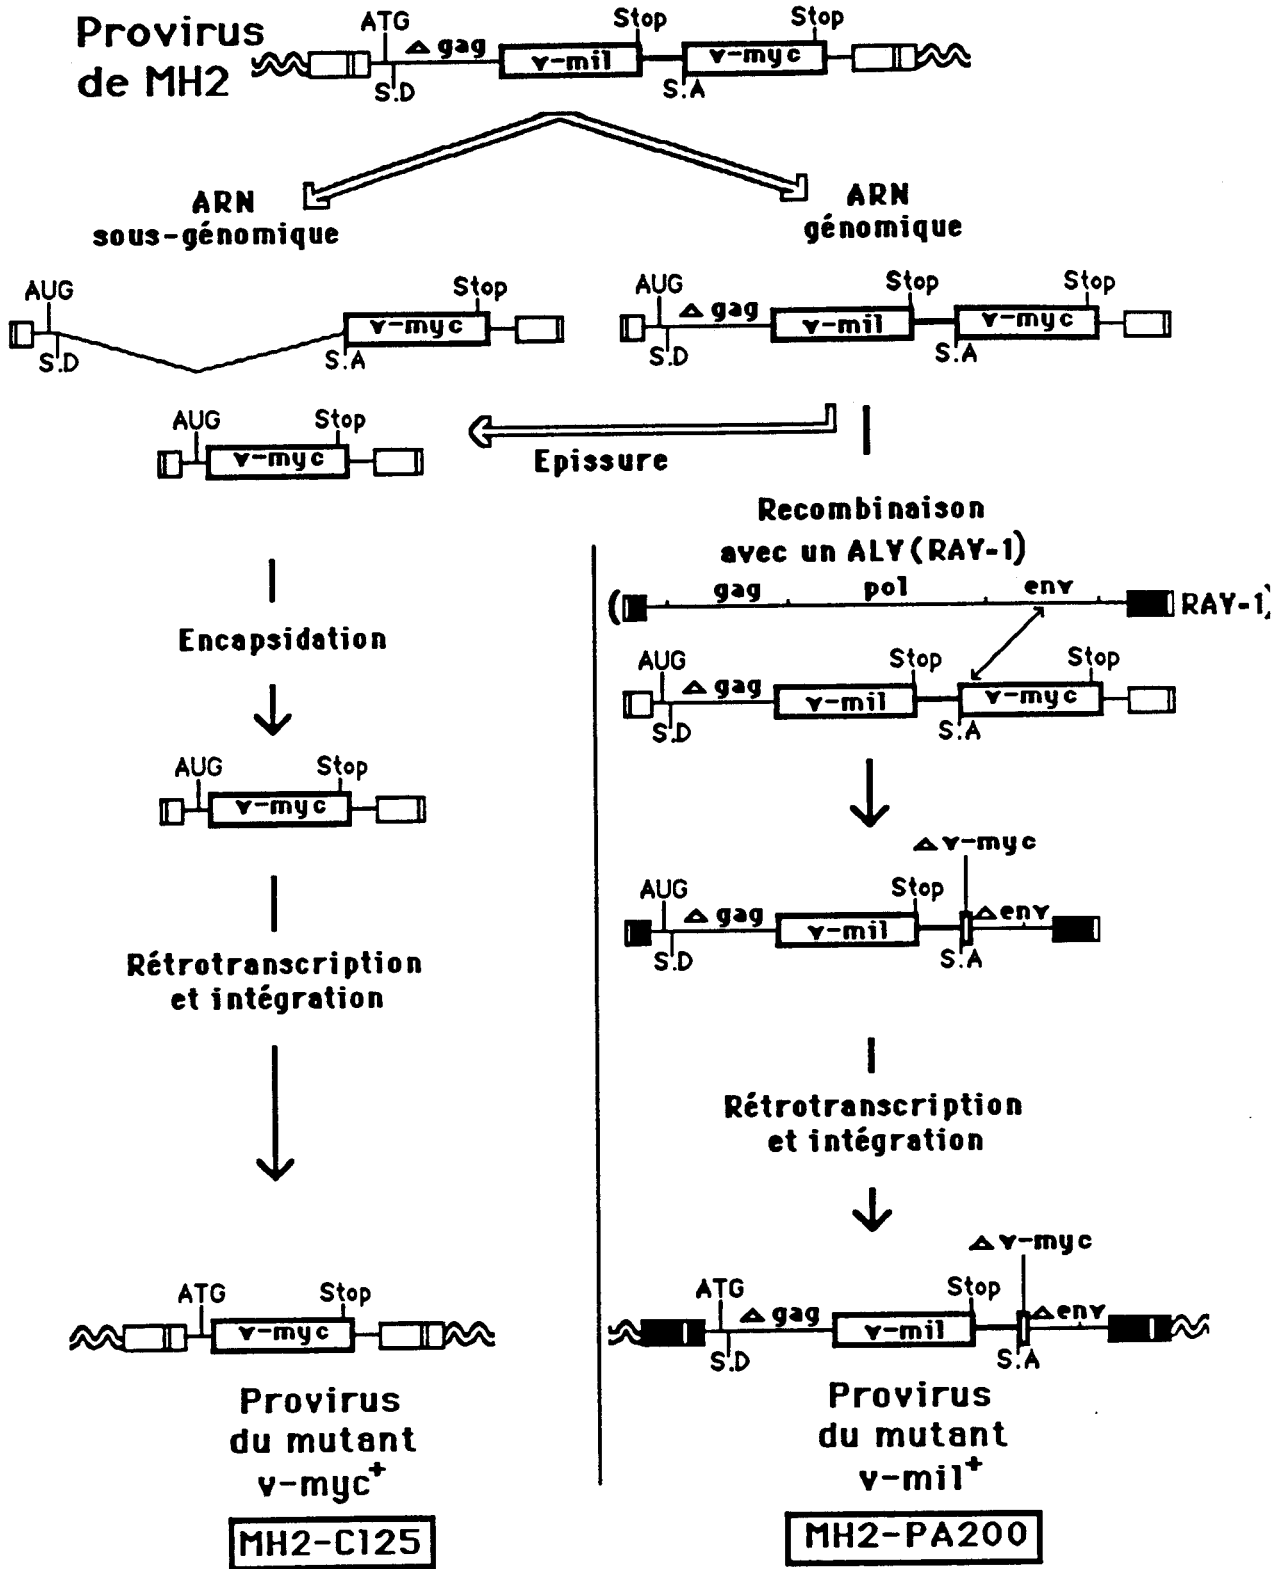 Provirus
de MH2
ATG
Δ gag
Stop
Stop
v-mil
v-myc
S.D
S.A
ARN
sous-génomique
ARN
génomique
AUG
Stop
v-myc
S.D
S.A
AUG
Δ gag
Stop
Stop
v-mil
v-myc
S.D
S.A
AUG
Stop
v-myc
Epissure
Recombinaison
avec un ALV (RAV-1)
(
gag
pol
env
RAV-1)
Encapsidation
AUG
Δ gag
Stop
Stop
v-mil
v-myc
S.D
S.A
AUG
Stop
v-myc
Δ v-myc
AUG
Δ gag
Stop
Δ env
v-mil
S.D
S.A
Rétrotranscription
et intégration
Rétrotranscription
et intégration
ATG
Stop
v-myc
Δ v-myc
ATG
Δ gag
Stop
Δ env
v-mil
S.D
S.A
Provirus
du mutant
v-myc+
MH2-C125
Provirus
du mutant
v-mil+
MH2-PA200